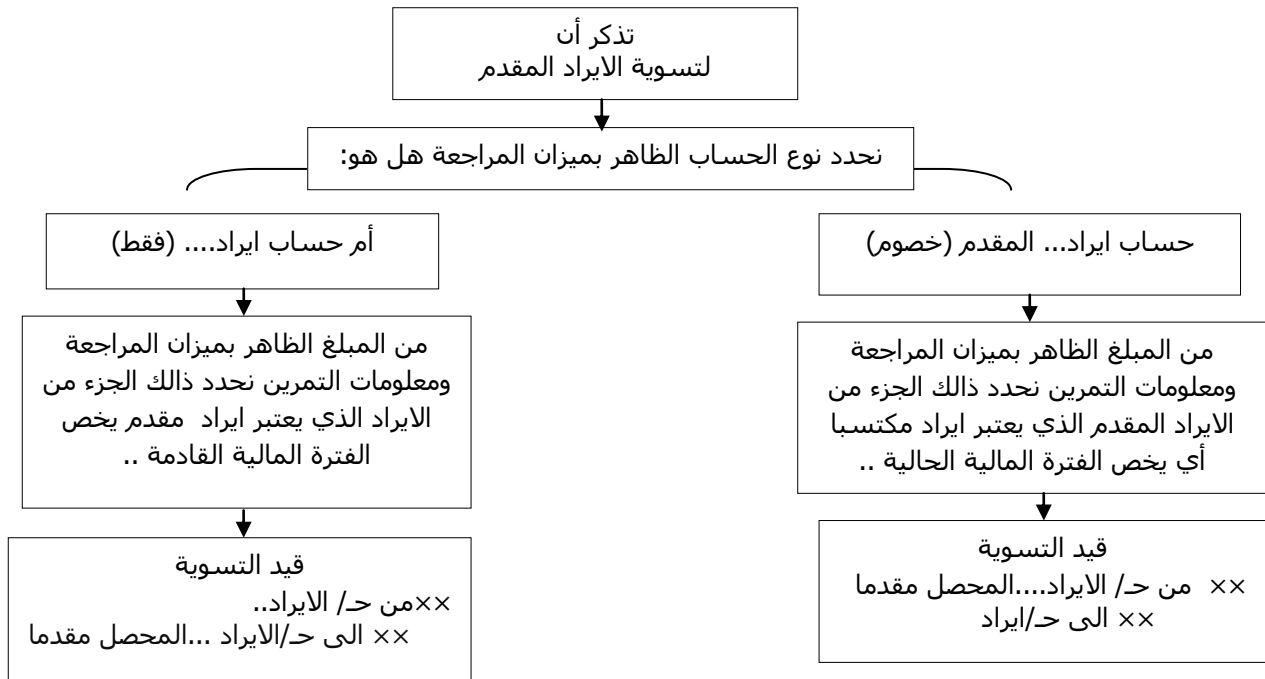 تذكر أن
لتسوية الايراد المقدم
نحدد نوع الحساب الظاهر بميزان المراجعة هل هو:
حساب ايراد... المقدم (خصوم)
أم حساب ايراد.... (فقط)
من المبلغ الظاهر بميزان المراجعة
ومعلومات التمرين نحدد ذالك الجزء من
الايراد المقدم الذي يعتبر ايراد مكتسبا
أي يخص الفترة المالية الحالية ..
من المبلغ الظاهر بميزان المراجعة
ومعلومات التمرين نحدد ذالك الجزء من
الايراد الذي يعتبر ايراد مقدم يخص
الفترة المالية القادمة ..
قيد التسوية
×× من حـ/ الايراد....المحصل مقدما
×× الى حـ/ايراد
قيد التسوية
××من حـ/ الايراد..
×× الى حـ/الايراد ...المحصل مقدما